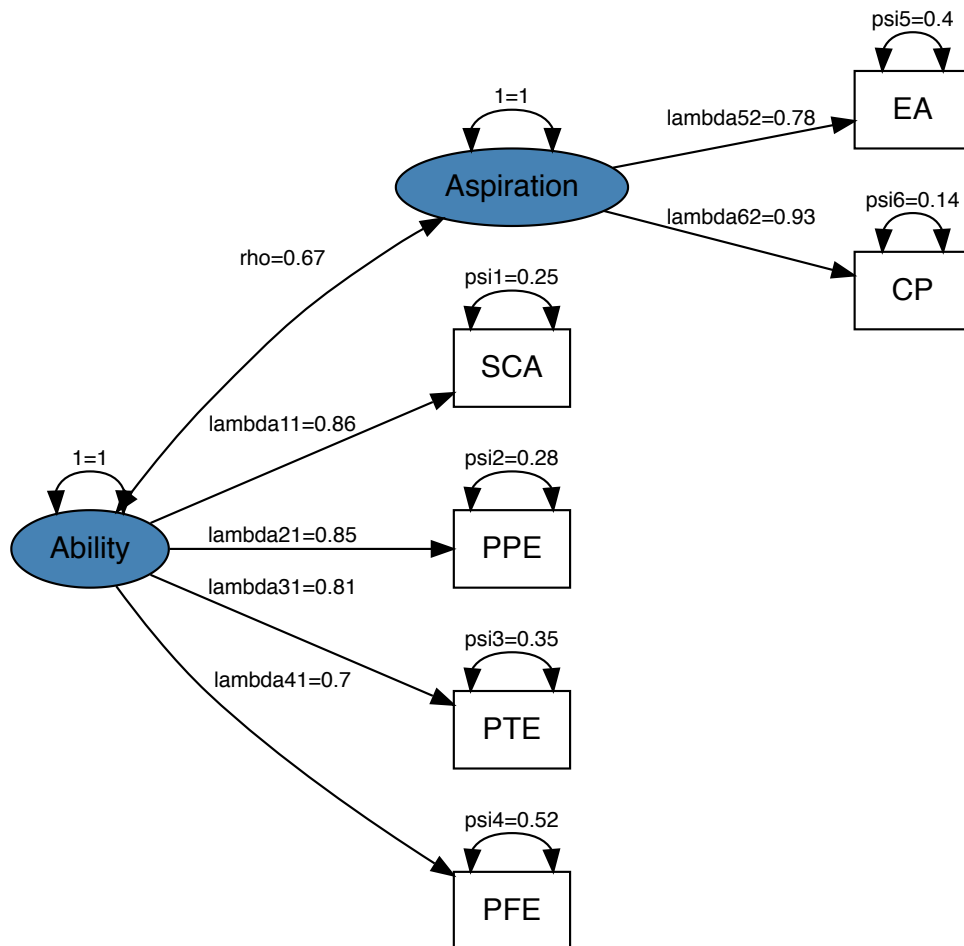 psi5=0.4
EA
1=1
lambda52=0.78
Aspiration
psi6=0.14
lambda62=0.93
CP
rho=0.67
psi1=0.25
SCA
lambda11=0.86
1=1
psi2=0.28
Ability
lambda21=0.85
PPE
lambda31=0.81
psi3=0.35
lambda41=0.7
PTE
psi4=0.52
PFE